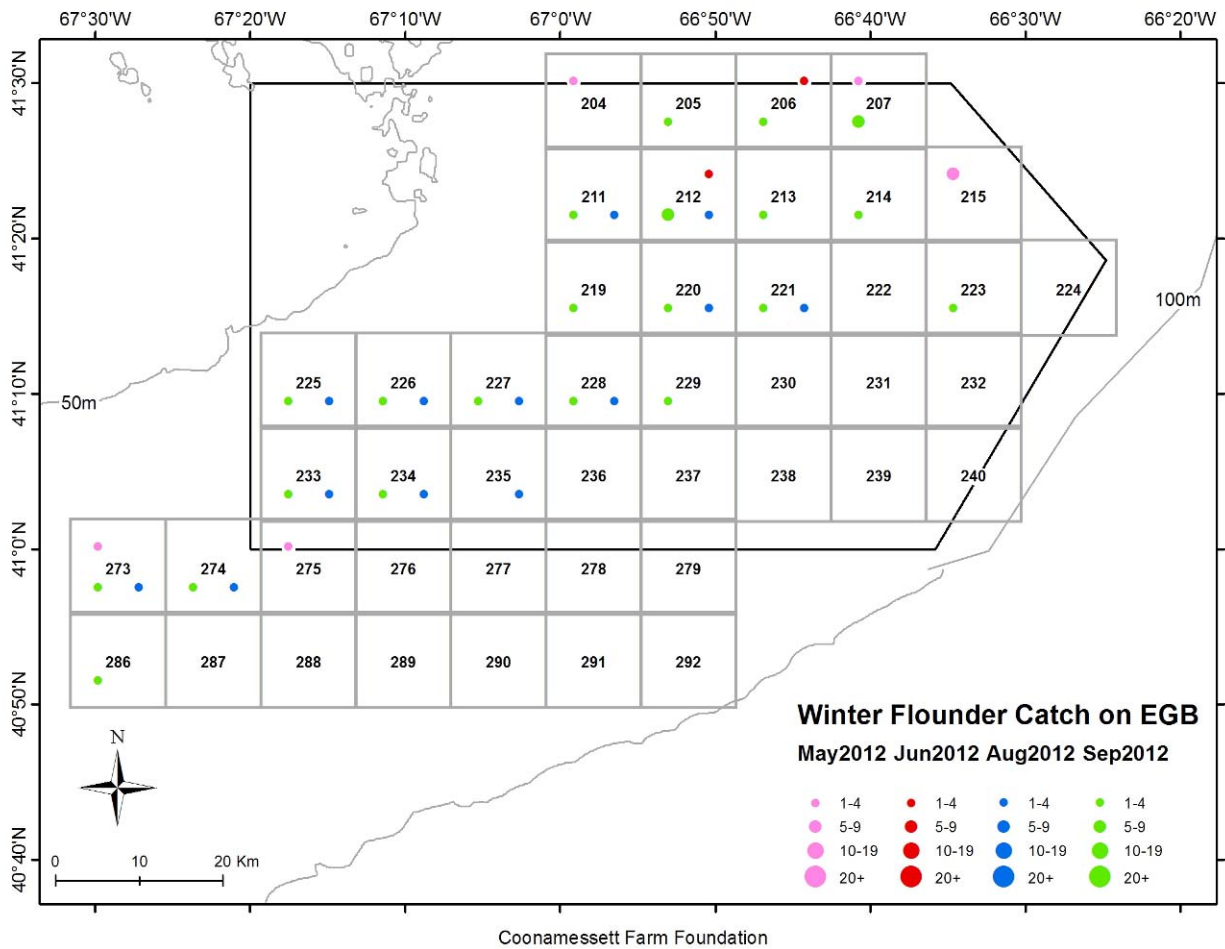 67°30'W 67°20'W 67°10'W 67°0'W 66°50'W 66°40'W 66°30'W 66°20'W
41°30'N
204 205 206 207
211 212 213 214 215
41°20'N
219 220 221 222 223 224
100m
225 226 227 228 229 230 231 232
41°10'N
50m
233 234 235 236 237 238 239 240
41°0'N
273 274 275 276 277 278 279
286 287 288 289 290 291 292
40°50'N
Winter Flounder Catch on EGB
N
May2012 Jun2012 Aug2012 Sep2012
1-4 1-4 1-4 1-4
5-9 5-9 5-9 5-9
10-19 10-19 10-19 10-19
20+ 20+ 20+ 20+
40°40'N
0 10 20 Km
Coonamessett Farm Foundation